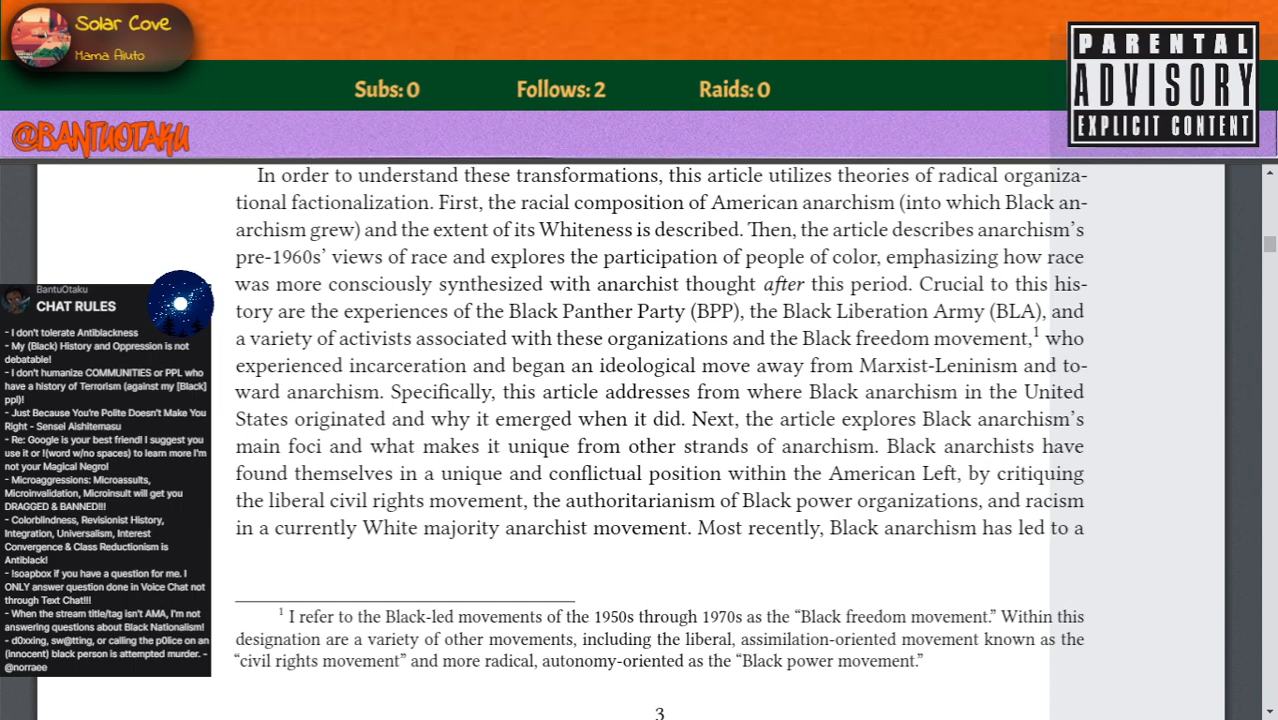 Solar Cove
Mama Aiuto
Subs: 0
Follows: 2
Raids: 0
PARENTAL
ADVISORY
EXPLICIT CONTENT
@BANTUOTAKU
In order to understand these transformations, this article utilizes theories of radical organiza-
tional factionalization. First, the racial composition of American anarchism (into which Black an-
archism grew) and the extent of its Whiteness is described. Then, the article describes anarchism's
pre-1960s' views of race and explores the participation of people of color, emphasizing how race
was more consciously synthesized with anarchist thought after this period. Crucial to this his-
tory are the experiences of the Black Panther Party (BPP), the Black Liberation Army (BLA), and
a variety of activists associated with these organizations and the Black freedom movement,¹ who
experienced incarceration and began an ideological move away from Marxist-Leninism and to-
ward anarchism. Specifically, this article addresses from where Black anarchism in the United
States originated and why it emerged when it did. Next, the article explores Black anarchism's
main foci and what makes it unique from other strands of anarchism. Black anarchists have
found themselves in a unique and conflictual position within the American Left, by critiquing
the liberal civil rights movement, the authoritarianism of Black power organizations, and racism
in a currently White majority anarchist movement. Most recently, Black anarchism has led to a
¹ I refer to the Black-led movements of the 1950s through 1970s as the “Black freedom movement.” Within this
designation are a variety of other movements, including the liberal, assimilation-oriented movement known as the
“civil rights movement” and more radical, autonomy-oriented as the “Black power movement.”
3
BantuOtaku
CHAT RULES
- I don't tolerate Antiblackness
- My (Black) History and Oppression is not
debatable!
- I don't humanize COMMUNITIES or PPL who
have a history of Terrorism (against my [Black]
ppl)!
- Just Because You're Polite Doesn't Make You
Right - Sensei Aishitemasu
- Re: Google is your best friend! I suggest you
use it or !(word w/no spaces) to learn more I'm
not your Magical Negro!
- Microaggressions: Microassults,
Microinvalidation, Microinsult will get you
DRAGGED & BANNED!!!
- Colorblindness, Revisionist History,
Integration, Universalism, Interest
Convergence & Class Reductionism is
Antiblack!
- !soapbox if you have a question for me. I
ONLY answer question done in Voice Chat not
through Text Chat!!!
- When the stream title/tag isn't AMA, I'm not
answering questions about Black Nationalism!
- d0xxring, sw@tting, or calling the p0lice on an
(innocent) black person is attempted murder. -
@norraee